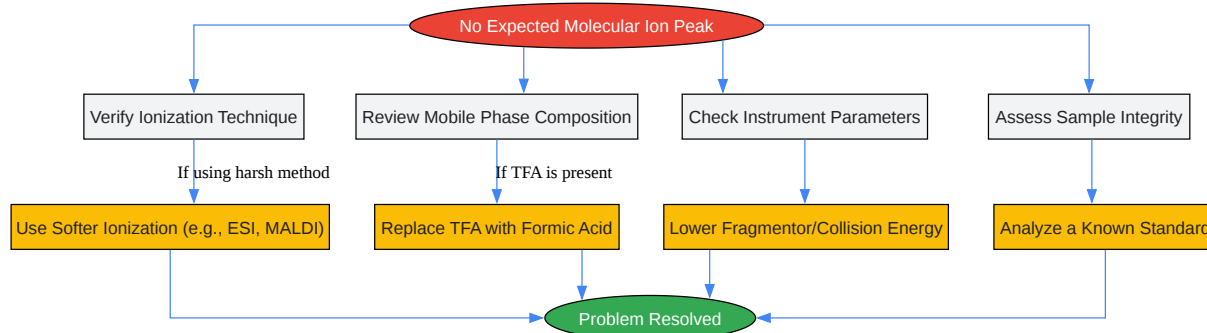 No Expected Molecular Ion Peak
Verify Ionization Technique
Review Mobile Phase Composition
Check Instrument Parameters
Assess Sample Integrity
If using harsh method
If TFA is present
Use Softer Ionization (e.g., ESI, MALDI)
Replace TFA with Formic Acid
Lower Fragmentor/Collision Energy
Analyze a Known Standard
Problem Resolved